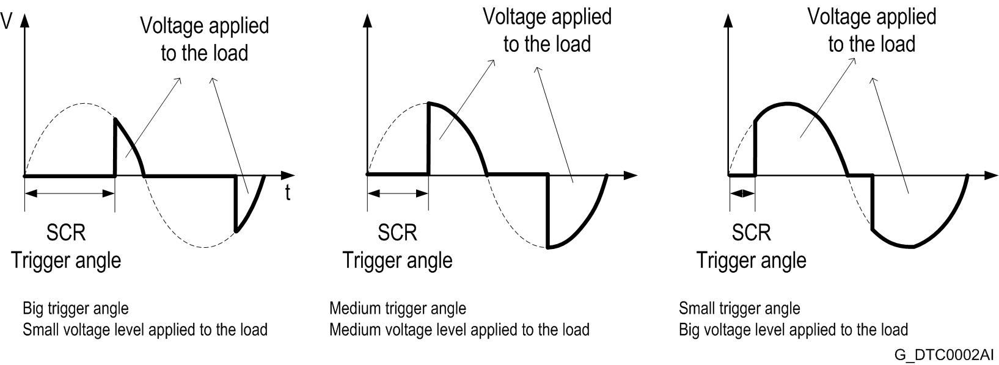 V
Voltage applied
to the load
t
SCR
Trigger angle
Big trigger angle
Small voltage level applied to the load
Voltage applied
to the load
SCR
Trigger angle
Medium trigger angle
Medium voltage level applied to the load
Voltage applied
to the load
SCR
Trigger angle
Small trigger angle
Big voltage level applied to the load
G_DTC0002AI